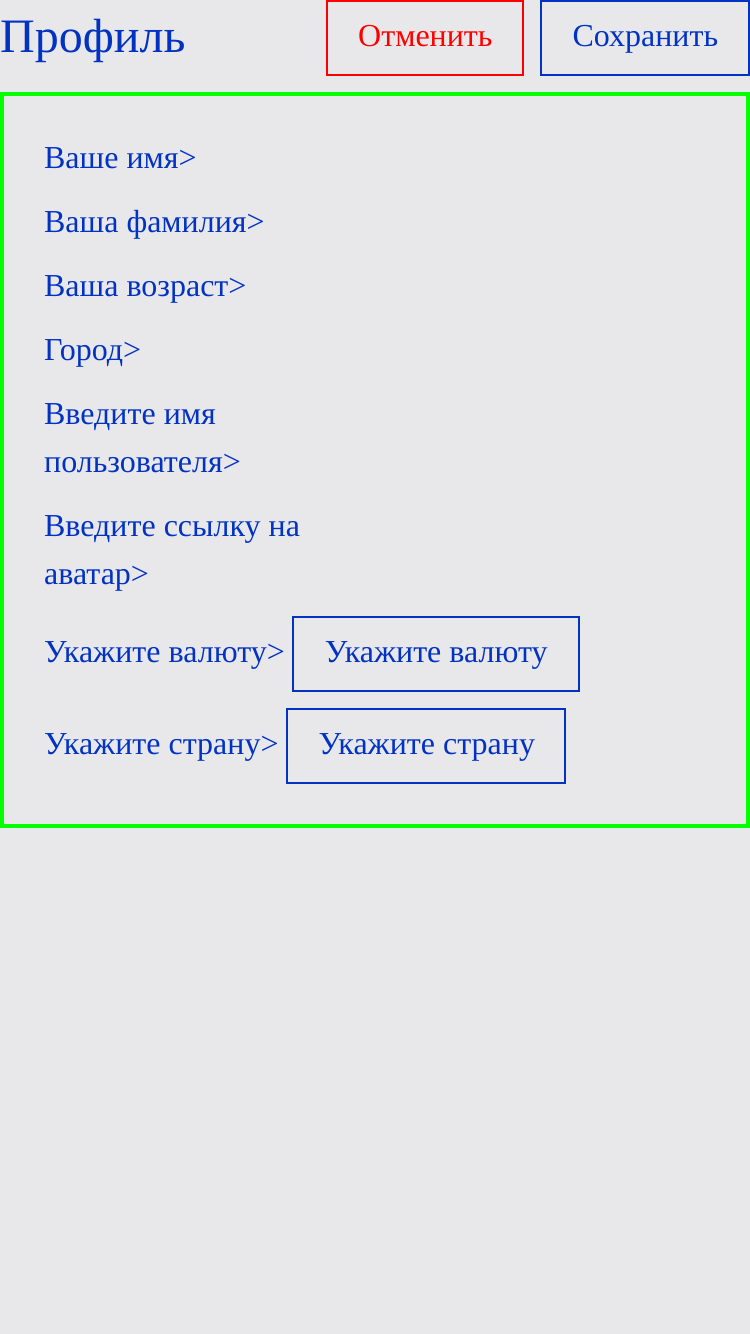 Профиль
Отменить
Сохранить
Ваше имя>
Ваша фамилия>
Ваша возраст>
Город>
Введите имя
пользователя>
Введите ссылку на
аватар>
Укажите валюту> Укажите валюту
Укажите страну> Укажите страну